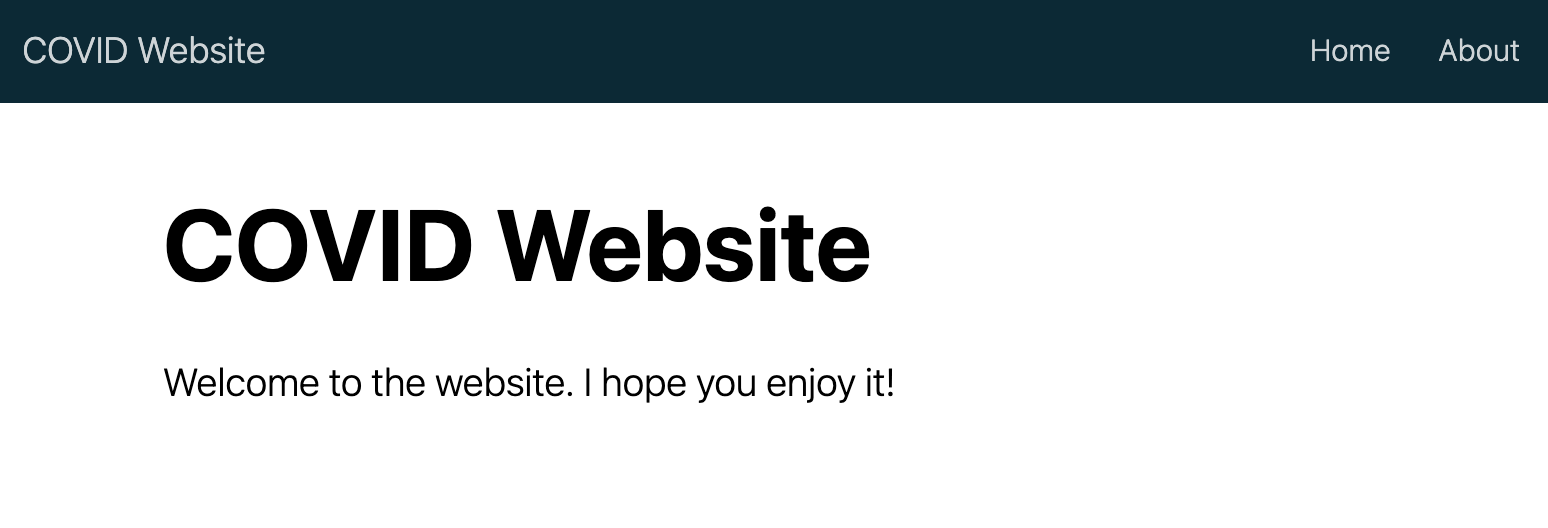 COVID Website
Home
About
COVID Website
Welcome to the website. I hope you enjoy it!